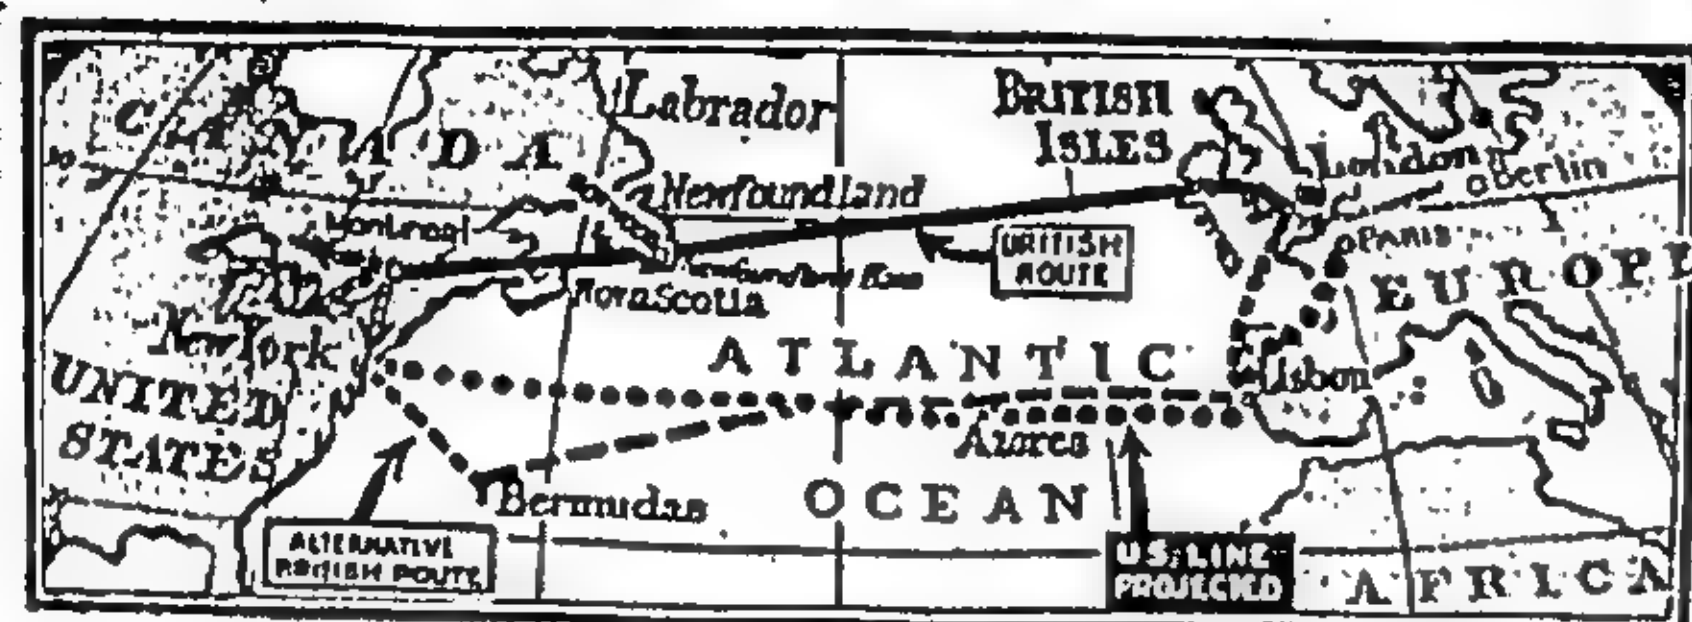 CANADA
Labrador
BRITISH
ISLES
London
Berlin
Newfoundland
Montreal
PARIS
BRITISH
ROUTE
EUROPE
Nova Scotia
New York
ATLANTIC
Lisbon
UNITED
STATES
Azores
Bermudas
OCEAN
ALTERNATIVE
BRITISH ROUTE
U.S. LINE
PROJECTED
AFRICA